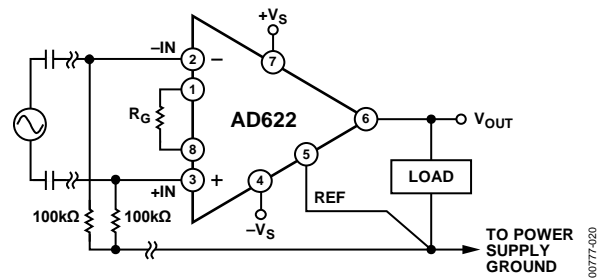 +VS
–IN
2
–
7
1
RG
AD622
6
VOUT
8
5
LOAD
3
+
+IN
4
REF
100kΩ
100kΩ
–VS
TO POWER
SUPPLY
GROUND
00777-020